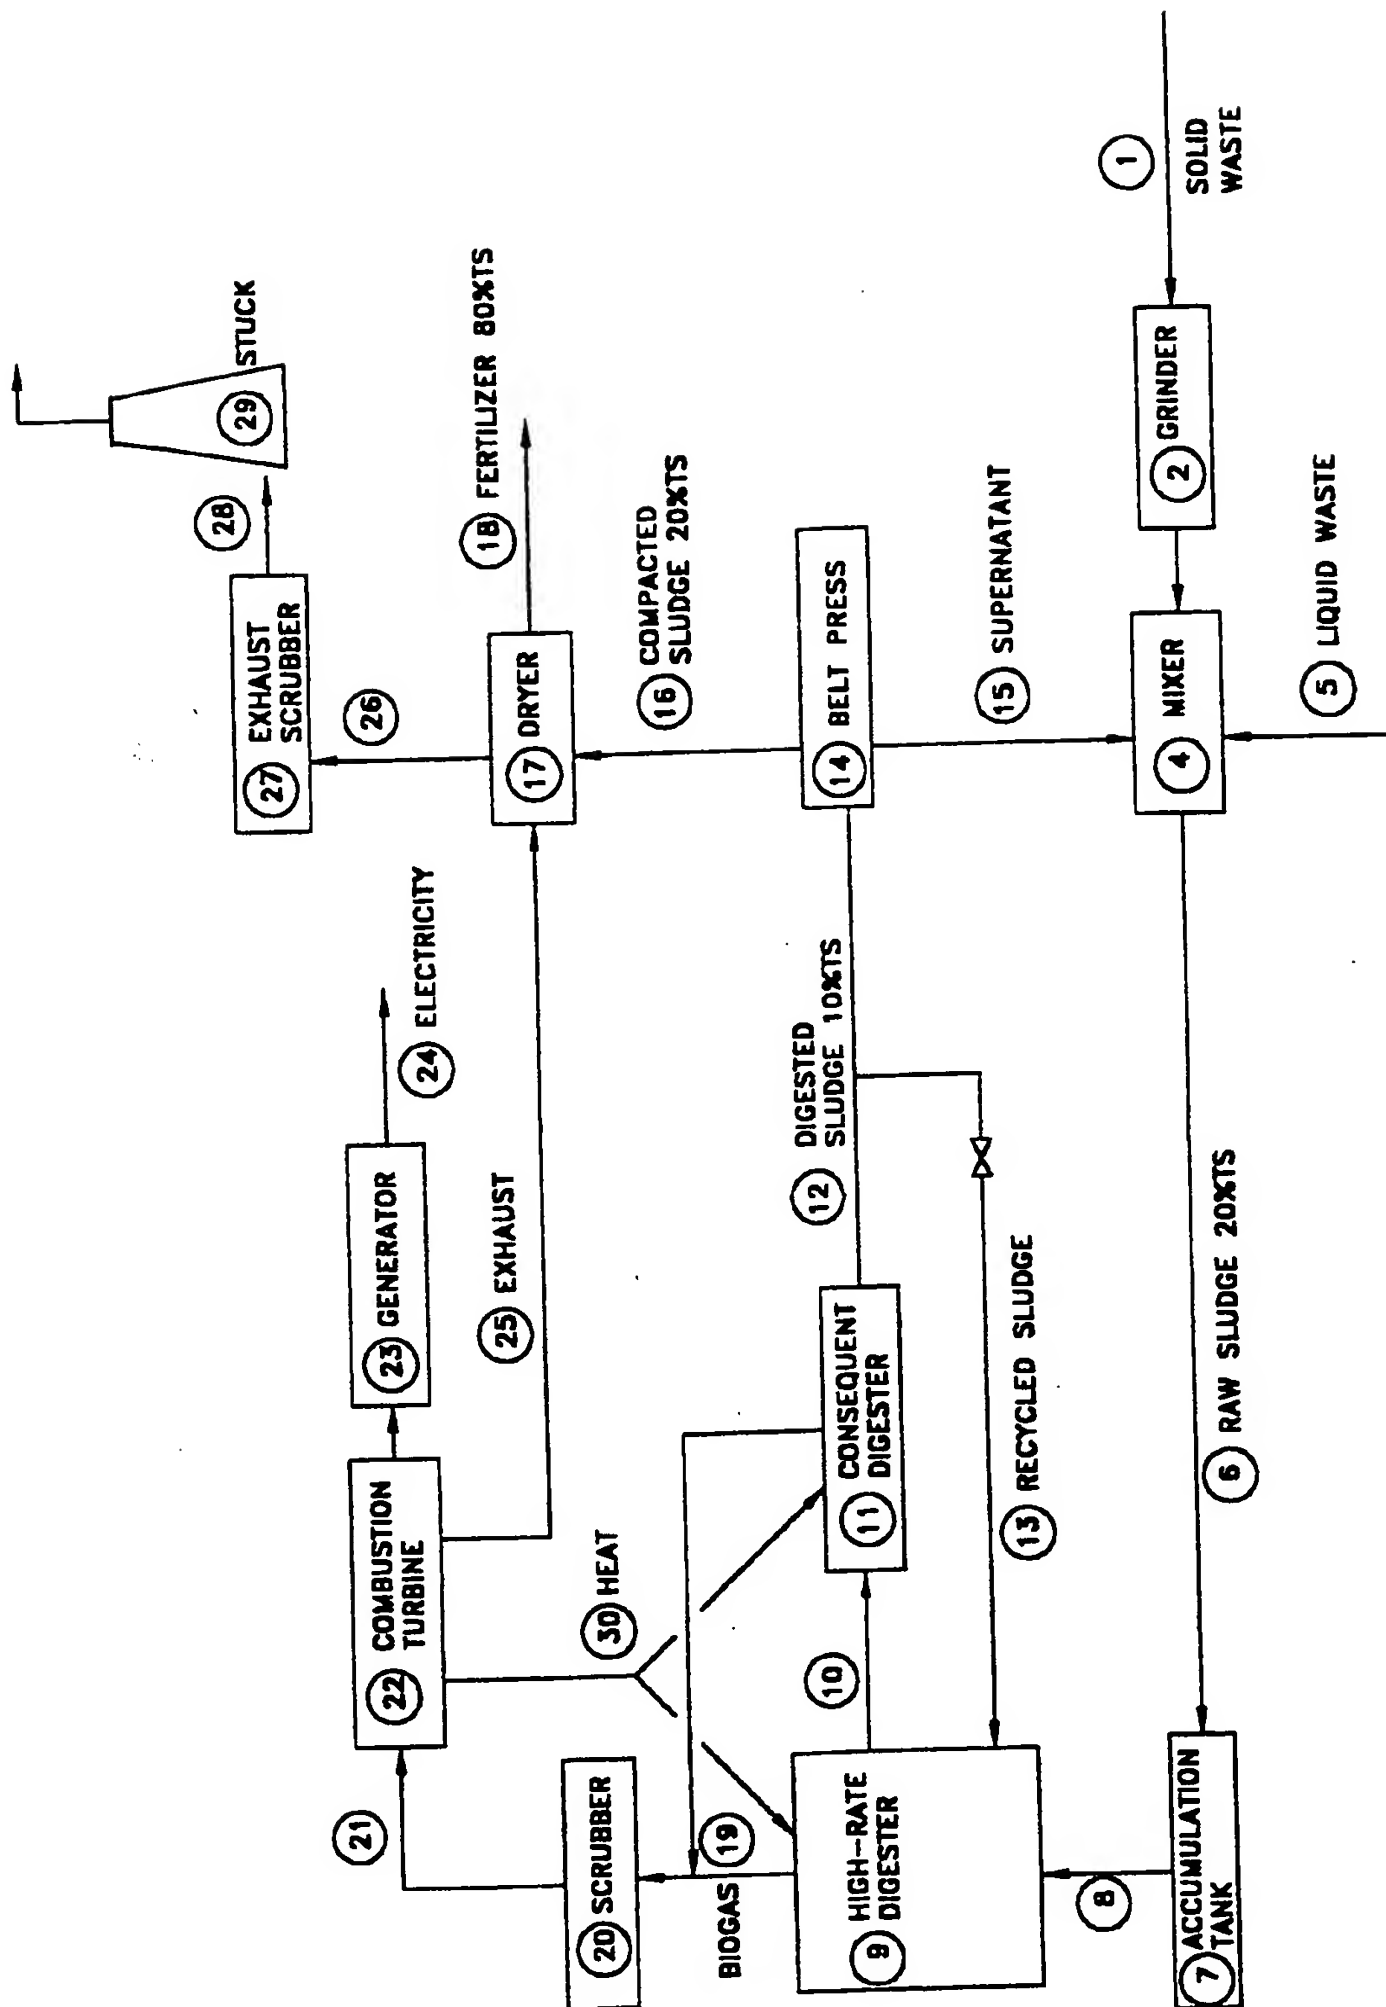 28
29 STUCK
27 EXHAUST
SCRUBBER
21
26
22 COMBUSTION
TURBINE
23 GENERATOR
24 ELECTRICITY
18 FERTILIZER 80%TS
25 EXHAUST
17 DRYER
20 SCRUBBER
30 HEAT
16 COMPACTED
SLUDGE 20%TS
BIOGAS 19
12 DIGESTED
SLUDGE 10%TS
10
14 BELT PRESS
9 HIGH-RATE
DIGESTER
11 CONSEQUENT
DIGESTER
15 SUPERNATANT
13 RECYCLED SLUDGE
8
1
SOLID
WASTE
4 MIXER
2 GRINDER
7 ACCUMULATION
TANK
6 RAW SLUDGE 20%TS
5 LIQUID WASTE